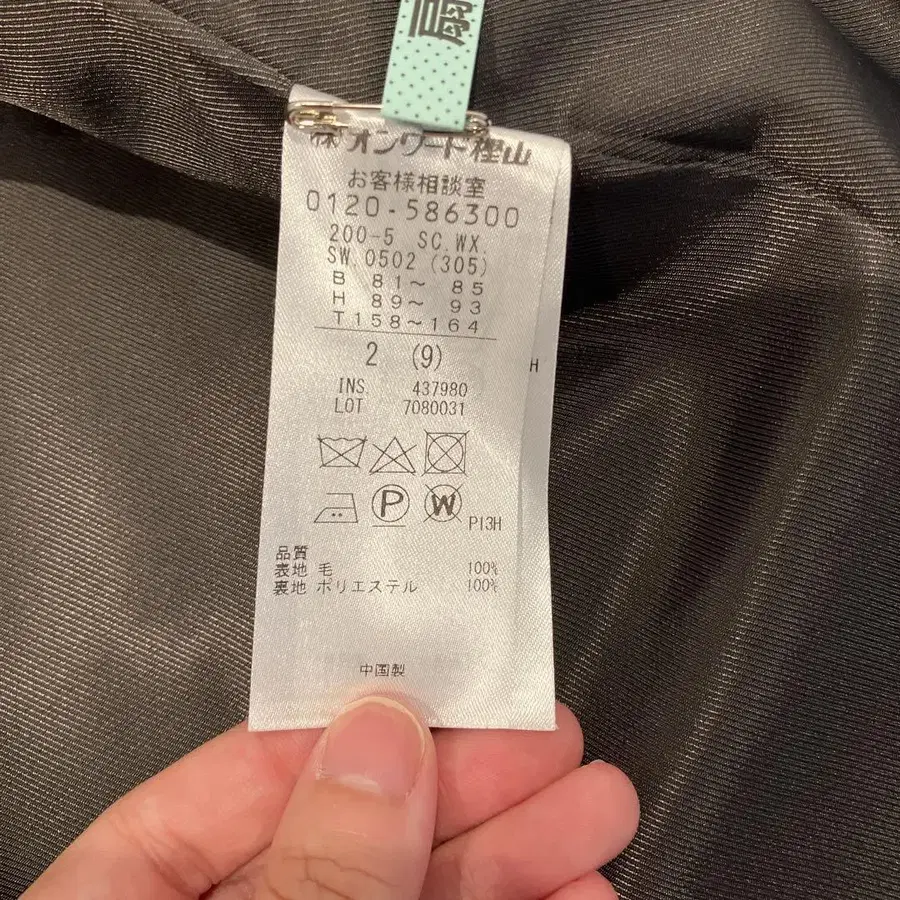 ㈱オンワード樫山
お客様相談室
0120-586300
200-5 SC.WX.
SW.0502 (305)
B 81〜 85
H 89〜 93
T158〜164
2 (9)
INS. 437980
LOT 7080031
P
W
P13H
H
品質
表地 毛 100%
裏地 ポリエステル 100%
中国製